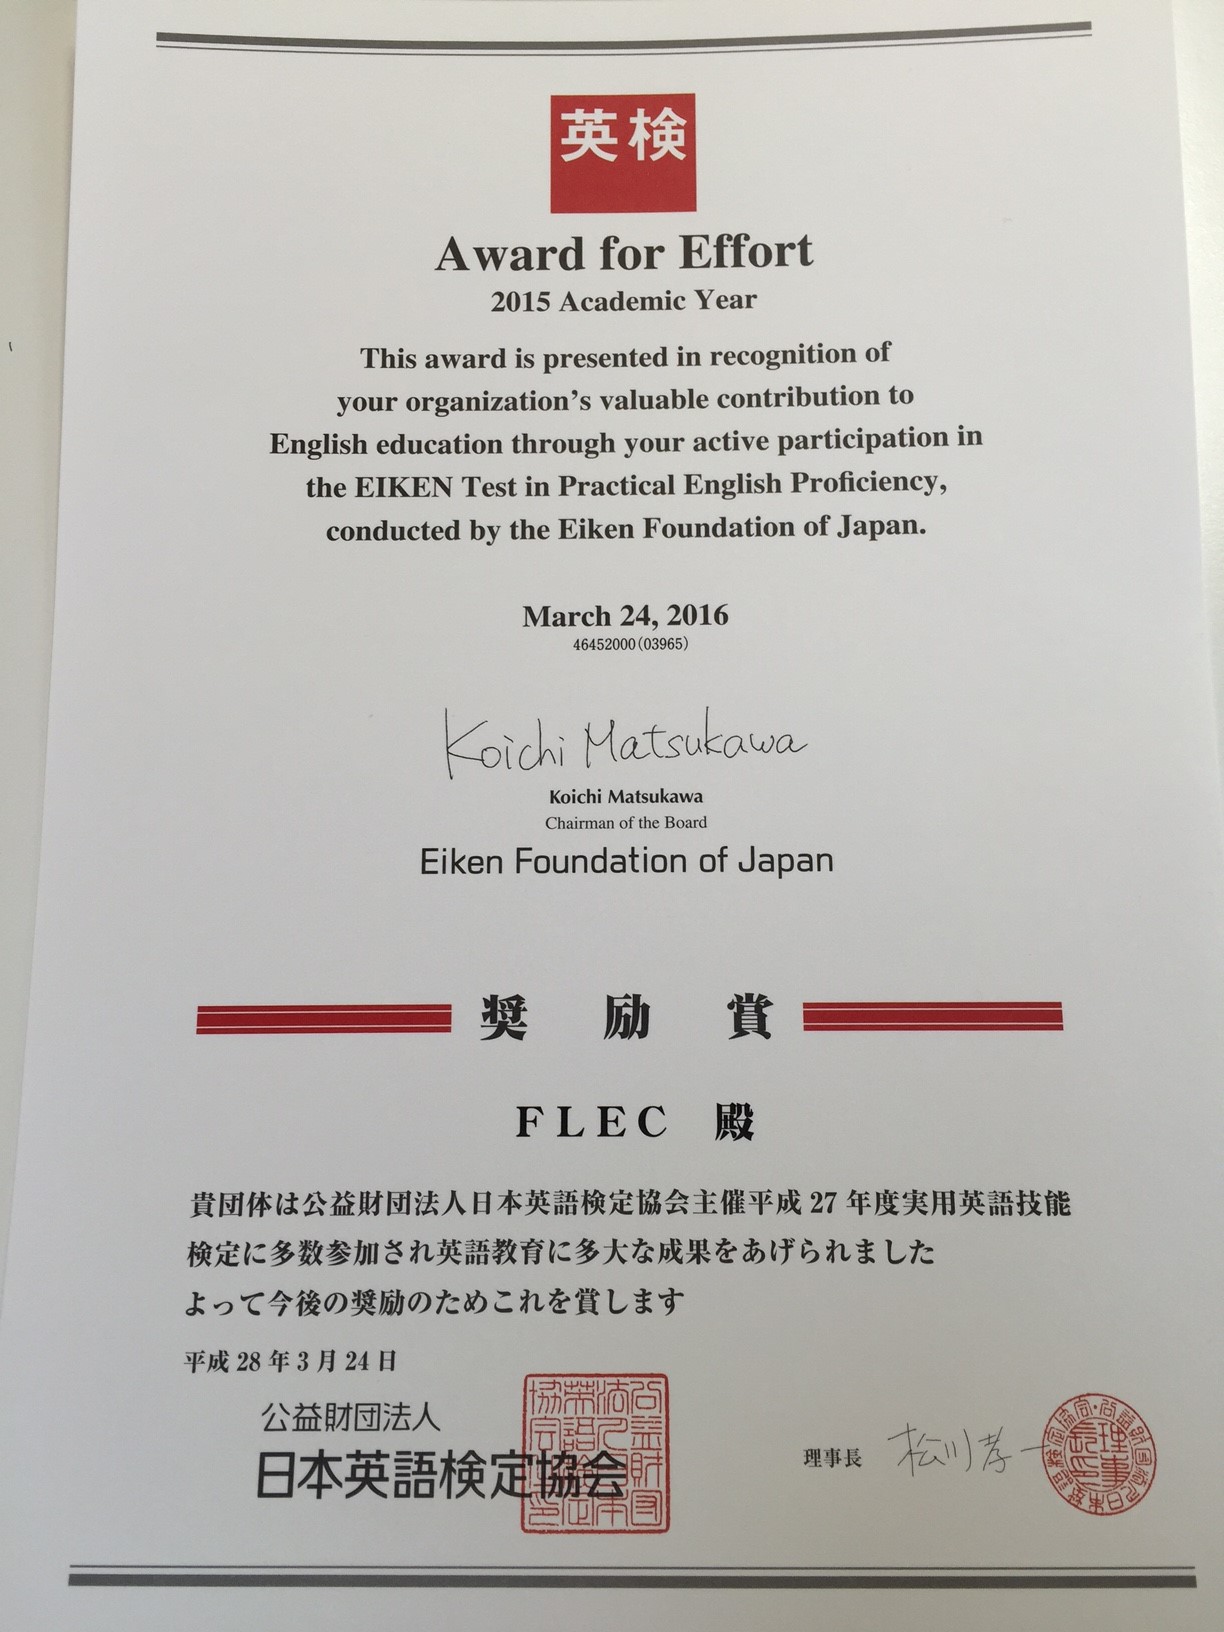 英検
Award for Effort
2015 Academic Year
This award is presented in recognition of
your organization's valuable contribution to
English education through your active participation in
the EIKEN Test in Practical English Proficiency,
conducted by the Eiken Foundation of Japan.
March 24, 2016
46452000(03965)
Koichi Matsukawa
Koichi Matsukawa
Chairman of the Board
Eiken Foundation of Japan
奨 励 賞
FLEC 殿
貴団体は公益財団法人日本英語検定協会主催平成 27 年度実用英語技能
検定に多数参加され英語教育に多大な成果をあげられました
よって今後の奨励のためこれを賞します
平成 28 年 3 月 24 日
公益財団法人
日本英語検定協会
理事長 松川孝一